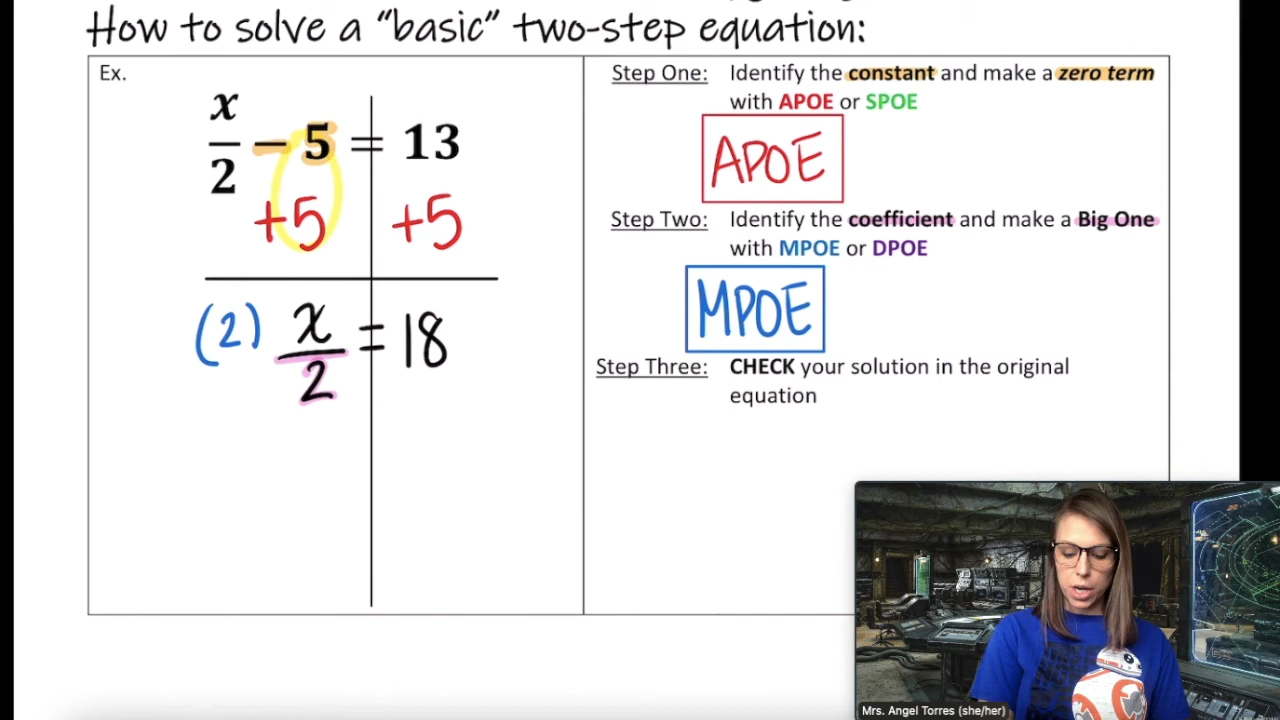 How to solve a “basic” two-step equation:
Ex.
x/2 − 5 = 13
+5 +5
(2) x/2 = 18
Step One: Identify the constant and make a zero term
with APOE or SPOE
APOE
Step Two: Identify the coefficient and make a Big One
with MPOE or DPOE
MPOE
Step Three: CHECK your solution in the original
equation
Mrs. Angel Torres (she/her)